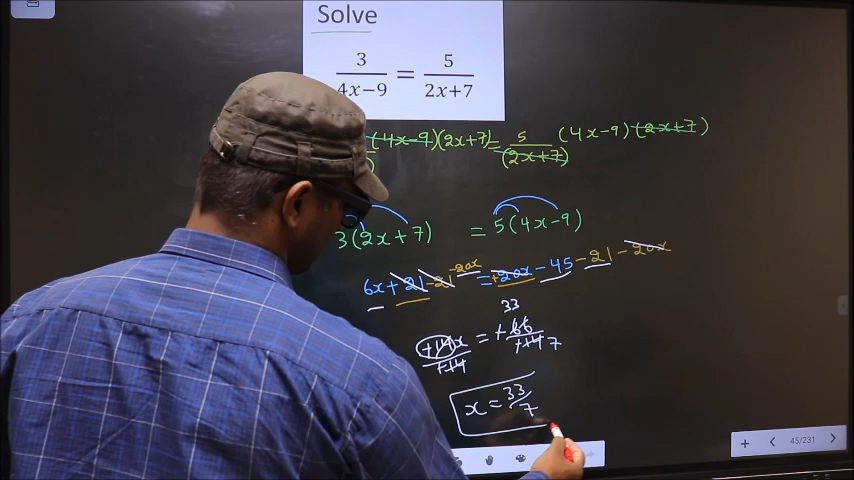 Solve
3/(4x−9) = 5/(2x+7)
(4x-9)(2x+7) = 5/(2x+7) (4x-9) (2x+7)
3(2x+7) = 5(4x-9)
6x+21-21-20x = +20x-45-21-20x
+14x/+14 = +66/+14 33 7
x = 33/7
45/231